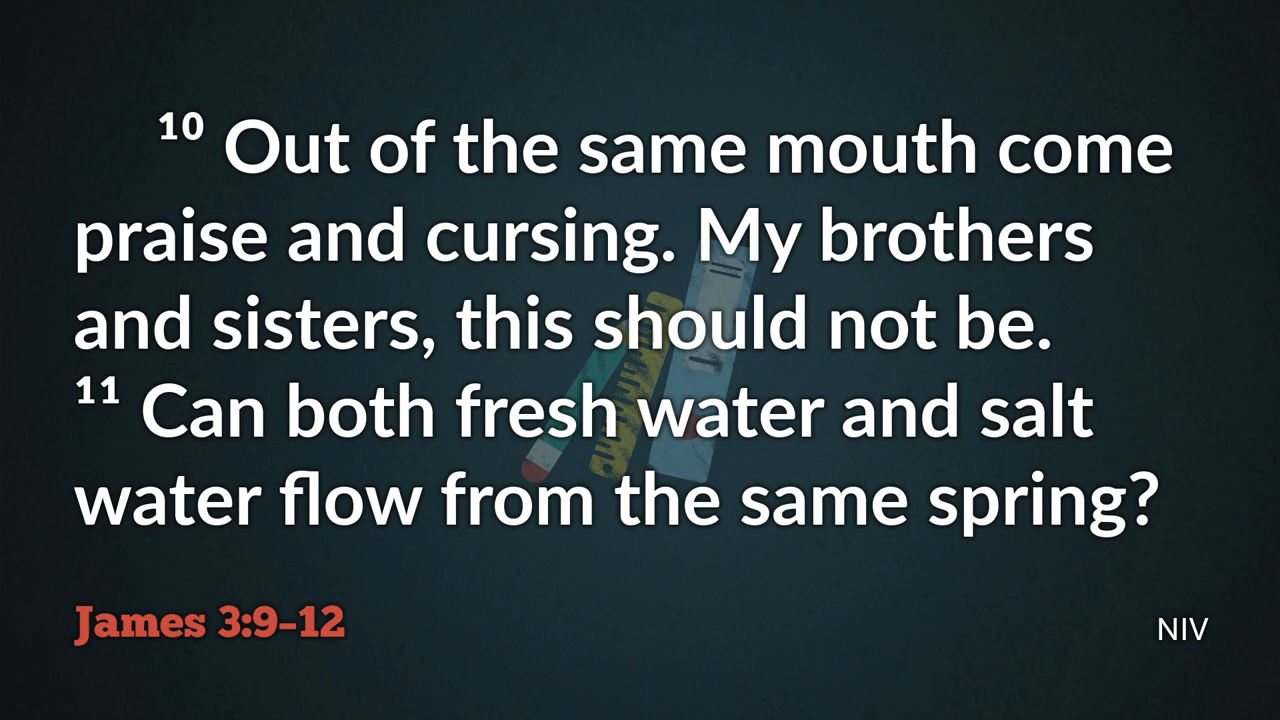 ¹⁰ Out of the same mouth come
praise and cursing. My brothers
and sisters, this should not be.
¹¹ Can both fresh water and salt
water flow from the same spring?
James 3:9-12
NIV